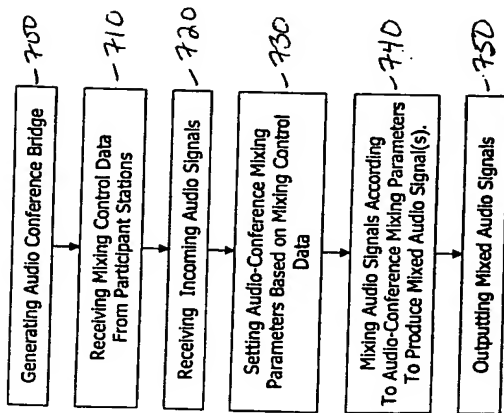 Generating Audio Conference Bridge
-700
Receiving Mixing Control Data
From Participant Stations
-710
Receiving Incoming Audio Signals
-720
Setting Audio-Conference Mixing
Parameters Based on Mixing Control
Data
-730
Mixing Audio Signals According
To Audio-Conference Mixing Parameters
To Produce Mixed Audio Signal(s).
-740
Outputting Mixed Audio Signals
-750